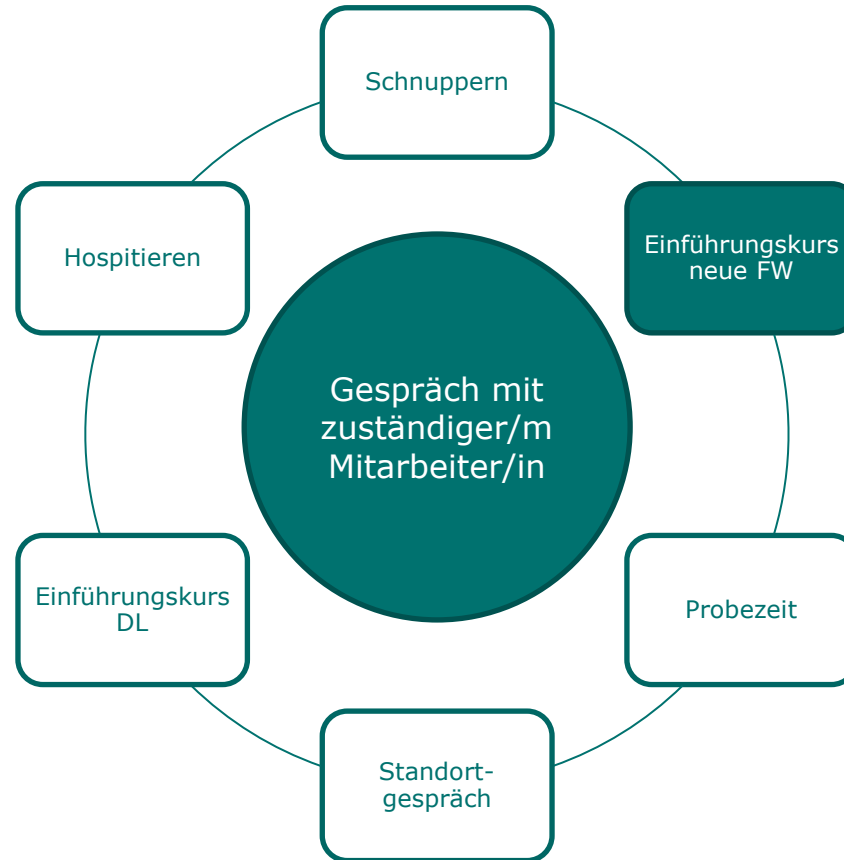 Schnuppern
Einführungskurs
neue FW
Hospitieren
Gespräch mit
zuständiger/m
Mitarbeiter/in
Einführungskurs
DL
Probezeit
Standort-
gespräch